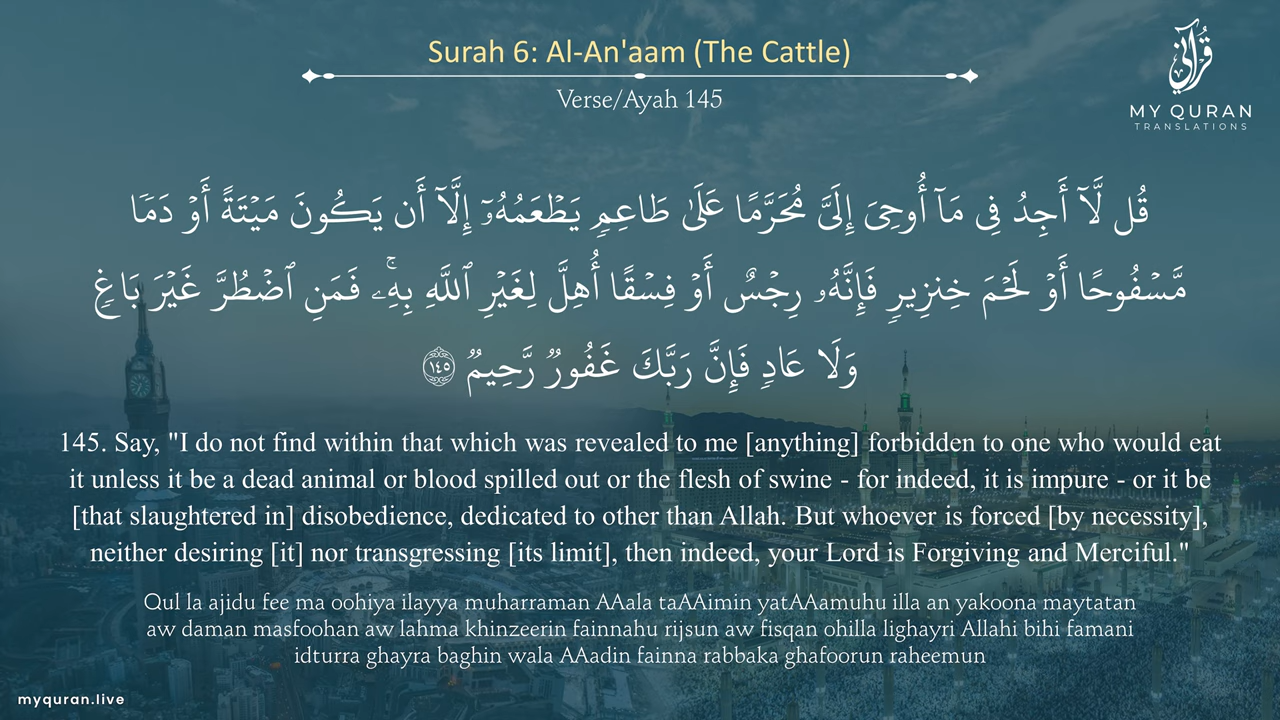 Surah 6: Al-An'aam (The Cattle)
Verse/Ayah 145
قرآني
MY QURAN
TRANSLATIONS
قُل لَّآ أَجِدُ فِى مَآ أُوحِىَ إِلَىَّ مُحَرَّمًا عَلَىٰ طَاعِمٍۢ يَطْعَمُهُۥٓ إِلَّآ أَن يَكُونَ مَيْتَةً أَوْ دَمًۭا
مَّسْفُوحًا أَوْ لَحْمَ خِنزِيرٍۢ فَإِنَّهُۥ رِجْسٌ أَوْ فِسْقًا أُهِلَّ لِغَيْرِ ٱللَّهِ بِهِۦ ۚ فَمَنِ ٱضْطُرَّ غَيْرَ بَاغٍۢ
وَلَا عَادٍۢ فَإِنَّ رَبَّكَ غَفُورٌۭ رَّحِيمٌۭ ١٤٥
145. Say, "I do not find within that which was revealed to me [anything] forbidden to one who would eat
it unless it be a dead animal or blood spilled out or the flesh of swine - for indeed, it is impure - or it be
[that slaughtered in] disobedience, dedicated to other than Allah. But whoever is forced [by necessity],
neither desiring [it] nor transgressing [its limit], then indeed, your Lord is Forgiving and Merciful."
Qul la ajidu fee ma oohiya ilayya muharraman AAala taAAimin yatAAamuhu illa an yakoona maytatan
aw daman masfoohan aw lahma khinzeerin fainnahu rijsun aw fisqan ohilla lighayri Allahi bihi famani
idturra ghayra baghin wala AAadin fainna rabbaka ghafoorun raheemun
myquran.live